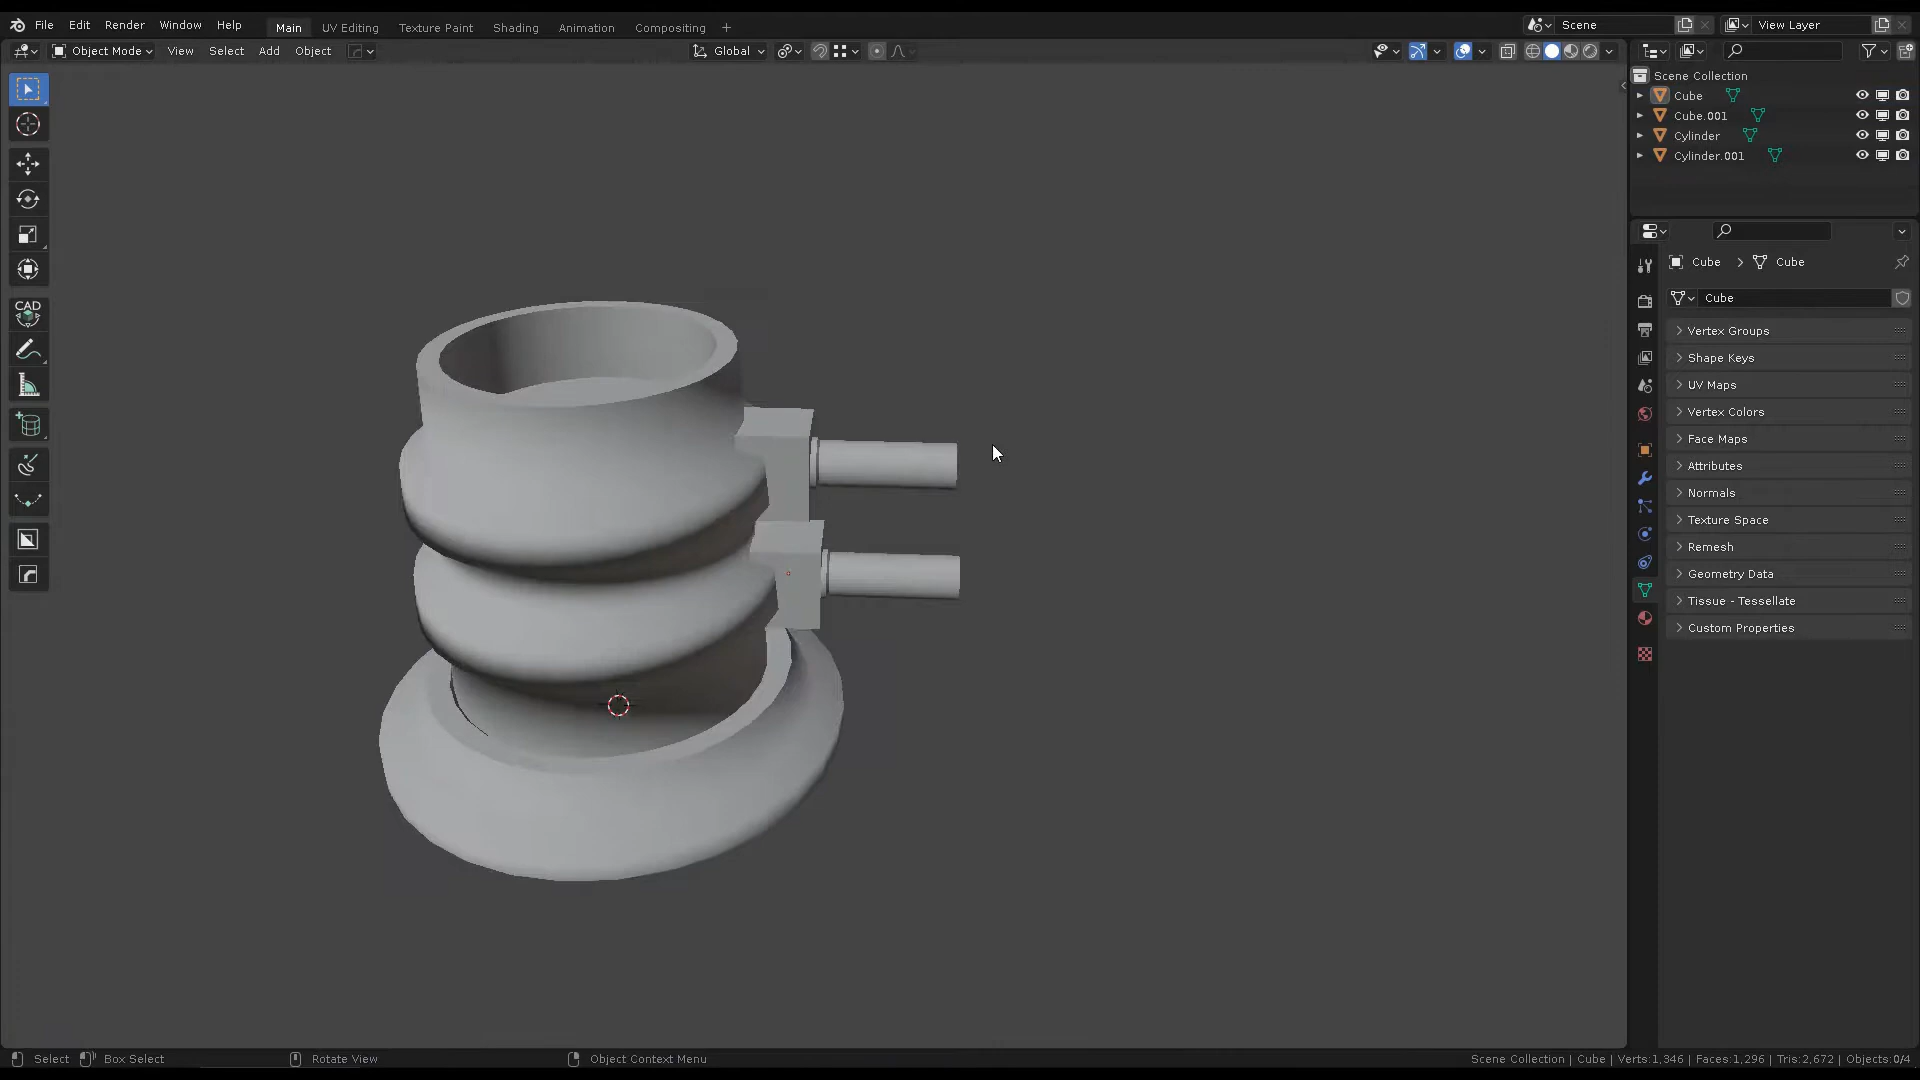 File Edit Render Window Help Main UV Editing Texture Paint Shading Animation Compositing + Scene View Layer
Object Mode View Select Add Object Global
Scene Collection
Cube
Cube.001
Cylinder
Cylinder.001
Cube > Cube
Cube
CAD
Vertex Groups
Shape Keys
UV Maps
Vertex Colors
Face Maps
Attributes
Normals
Texture Space
Remesh
Geometry Data
Tissue - Tessellate
Custom Properties
Select Box Select Rotate View Object Context Menu Scene Collection | Cube | Verts:1,346 | Faces:1,296 | Tris:2,672 | Objects:0/4